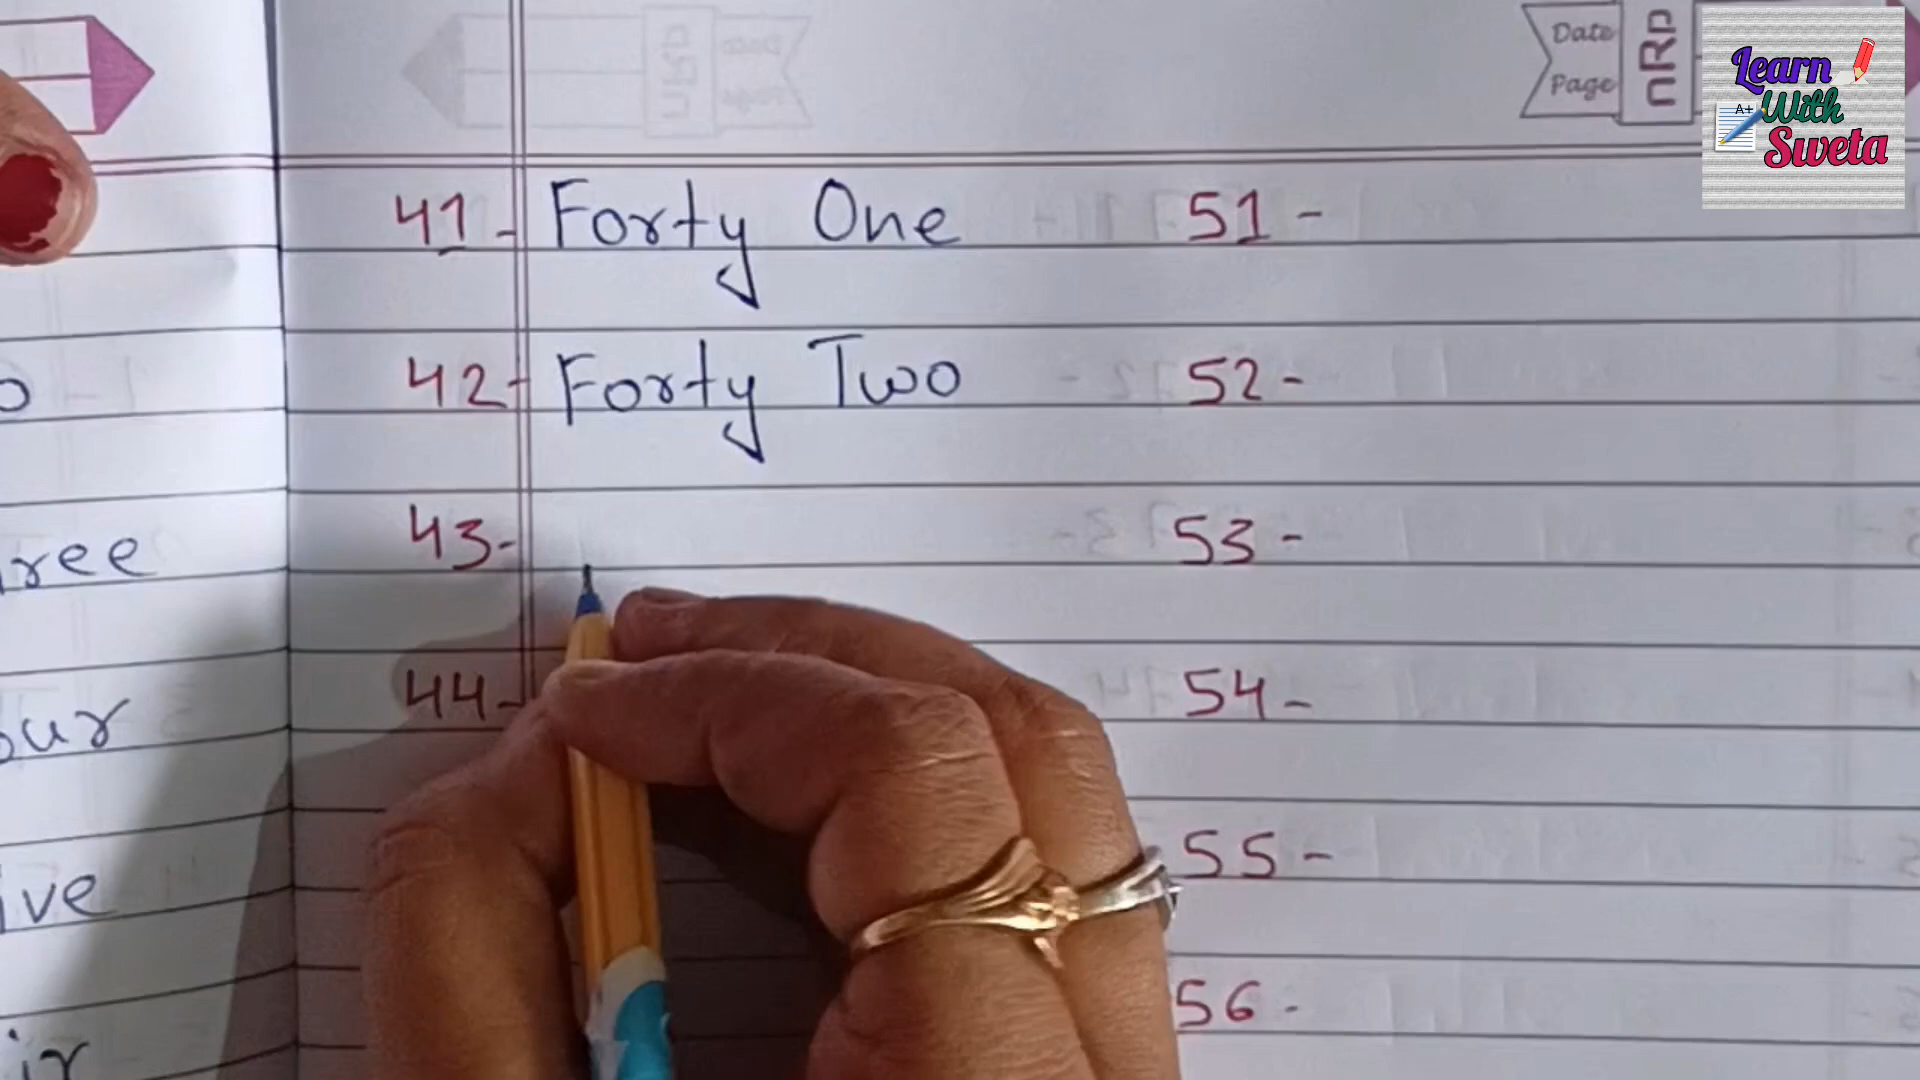 Date
Page
nRp
Learn
With
Sweta
A+
41 - Forty One 51 -
42 - Forty Two 52 -
43 - 53 -
44 - 54 -
55 -
56 -
ree
our
ive